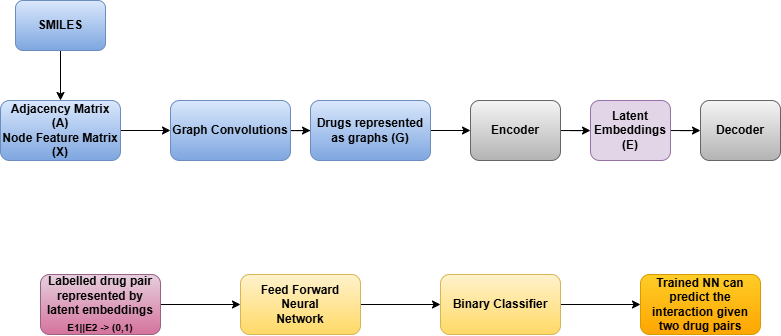 SMILES
Adjacency Matrix
(A)
Node Feature Matrix
(X)
Graph Convolutions
Drugs represented
as graphs (G)
Encoder
Latent
Embeddings
(E)
Decoder
Labelled drug pair
represented by
latent embeddings
E1||E2 -> (0,1)
Feed Forward
Neural
Network
Binary Classifier
Trained NN can
predict the
interaction given
two drug pairs